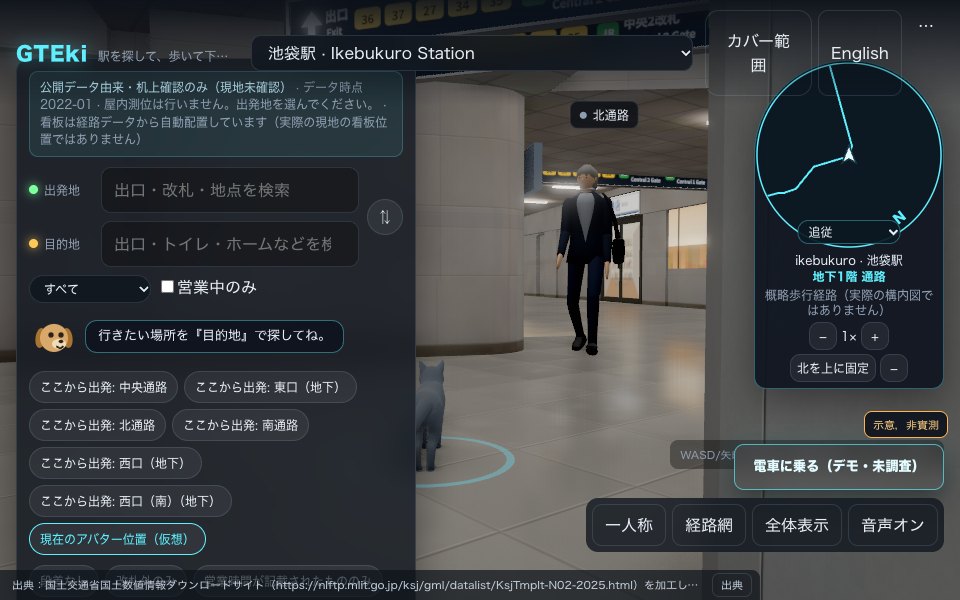 出口
Exit
36
37
27
34
35
中央2改札
GTEki
駅を探して、歩いて下…
池袋駅 · Ikebukuro Station
カバー範
囲
English
…
公開データ由来・机上確認のみ（現地未確認） · データ時点
2022-01 · 屋内測位は行いません。出発地を選んでください。 ·
看板は経路データから自動配置しています（実際の現地の看板位
置ではありません）
出発地
出口・改札・地点を検索
目的地
出口・トイレ・ホームなどを検
すべて
営業中のみ
行きたい場所を『目的地』で探してね。
ここから出発: 中央通路
ここから出発: 東口（地下）
ここから出発: 北通路
ここから出発: 南通路
ここから出発: 西口（地下）
ここから出発: 西口（南）（地下）
現在のアバター位置（仮想）
北通路
Central 2 Gate
Central 1 Gate
N
追従
ikebukuro · 池袋駅
地下1階 通路
概略歩行経路（実際の構内図で
はありません）
− 1× +
北を上に固定
−
示意，非實測
WASD/矢
電車に乗る（デモ・未調査）
一人称
経路網
全体表示
音声オン
出典：国土交通省国土数値情報ダウンロードサイト（https://nlftp.mlit.go.jp/ksj/gml/datalist/KsjTmplt-N02-2025.html）を加工し…
出典